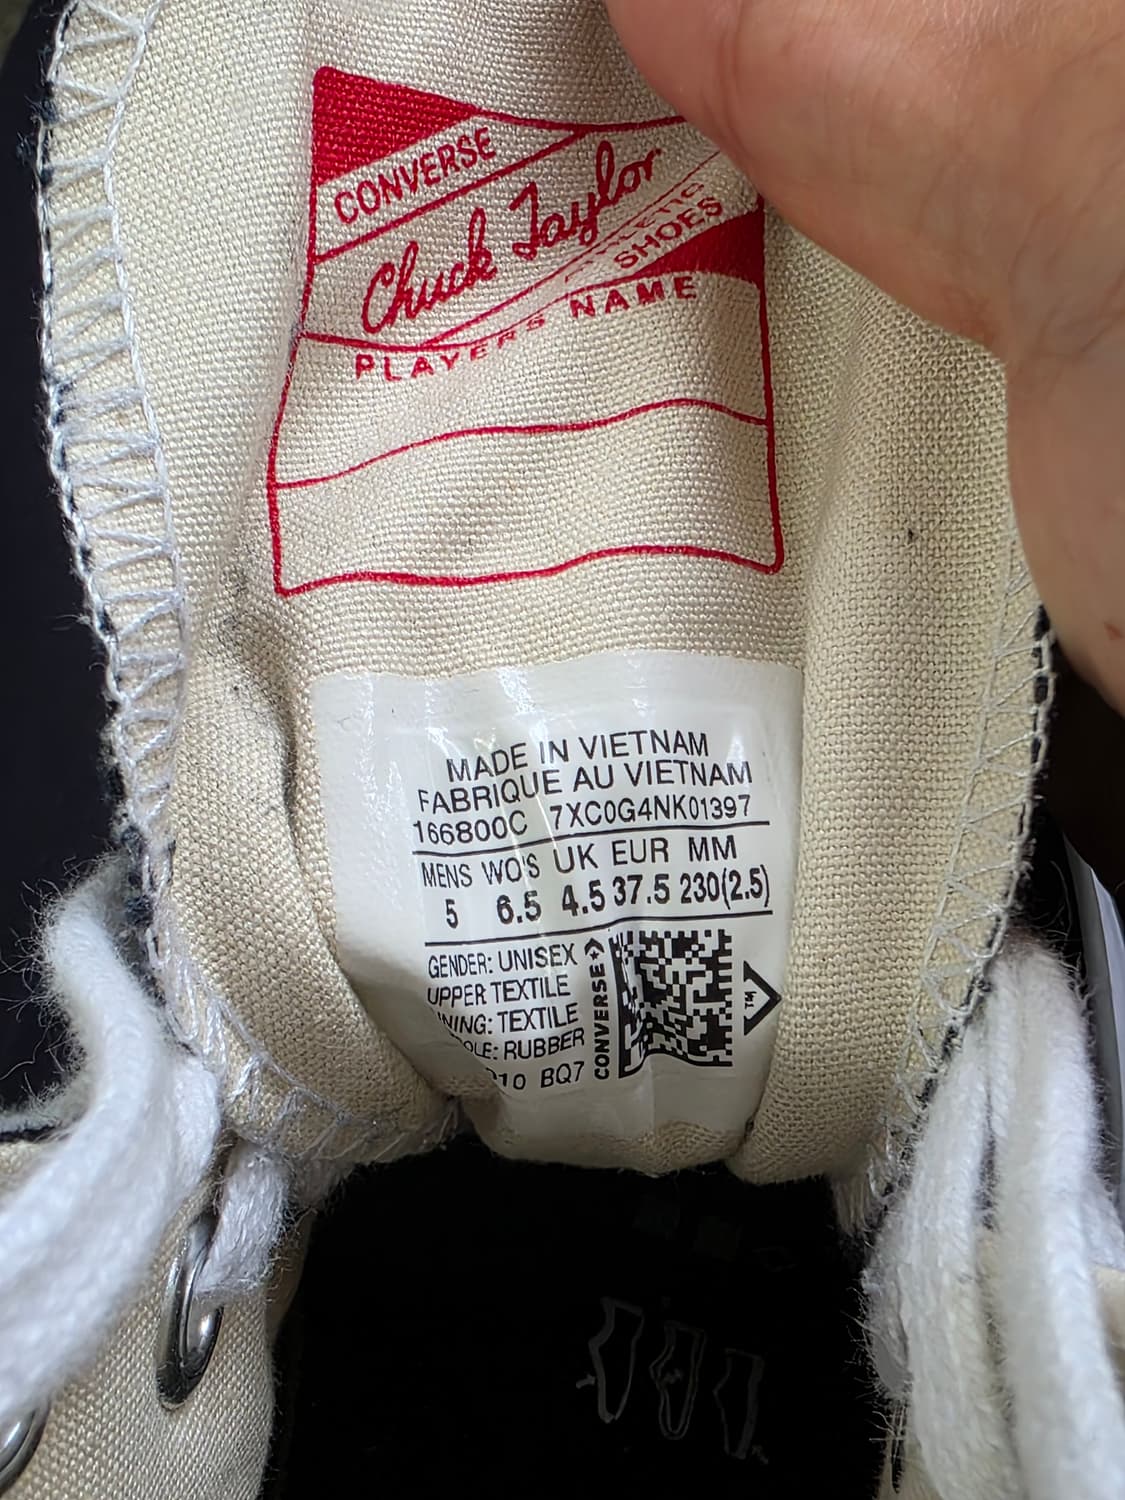 CONVERSE
Chuck Taylor
SHOES
PLAYERS NAME
MADE IN VIETNAM
FABRIQUE AU VIETNAM
166800C 7XC0G4NK01397
MENS WO'S UK EUR MM
5 6.5 4.5 37.5 230(2.5)
GENDER: UNISEX
UPPER TEXTILE
TEXTILE
RUBBER
BQ7
CONVERSE
TM